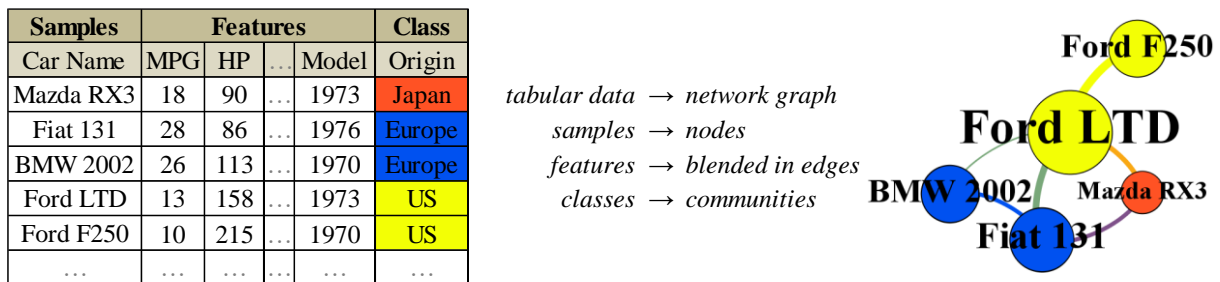 Samples Features Class
Car Name MPG HP ... Model Origin
Mazda RX3 18 90 ... 1973 Japan
Fiat 131 28 86 ... 1976 Europe
BMW 2002 26 113 ... 1970 Europe
Ford LTD 13 158 ... 1973 US
Ford F250 10 215 ... 1970 US
... ... ... ... ... ...
tabular data → network graph
samples → nodes
features → blended in edges
classes → communities
Ford F250
Ford LTD
BMW 2002
Mazda RX3
Fiat 131